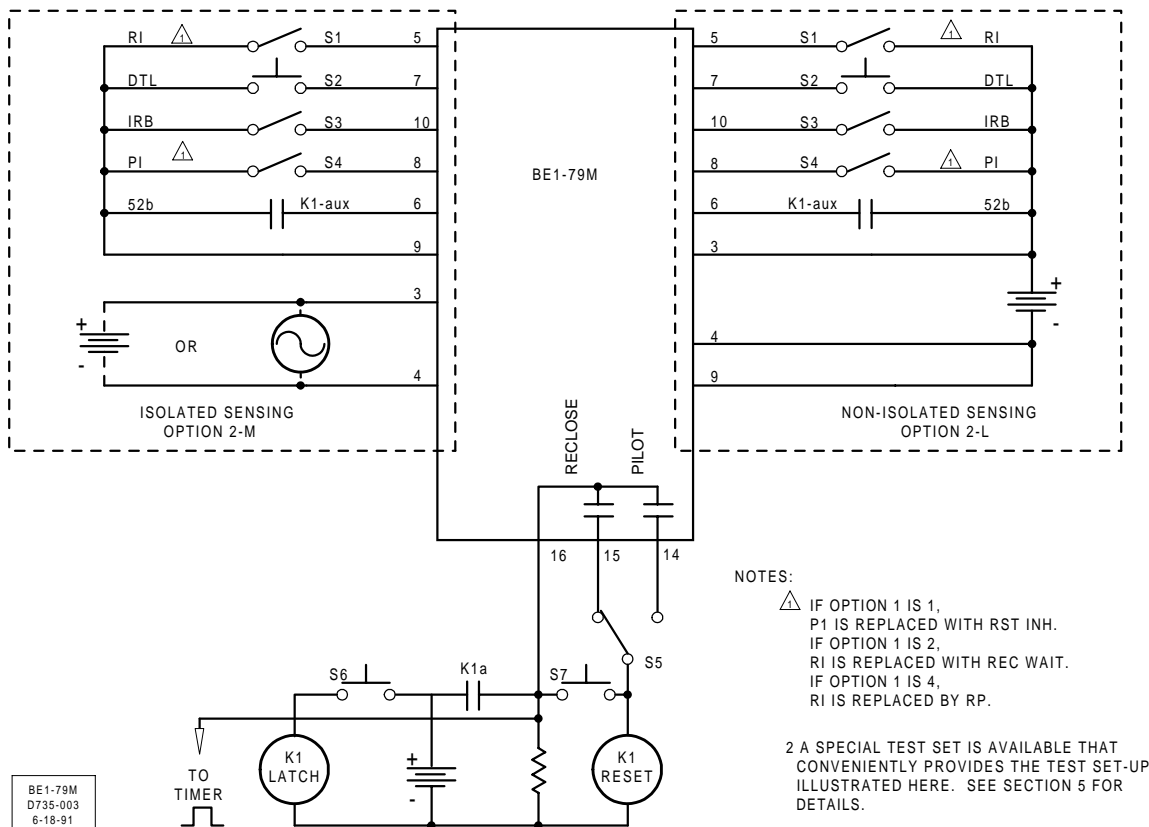 RI 1 S1 5
DTL S2 7
IRB S3 10
PI 1 S4 8
52b K1-aux 6
9
3
+
OR
-
4
ISOLATED SENSING
OPTION 2-M
BE1-79M
5 S1 1 RI
7 S2 DTL
10 S3 IRB
8 S4 1 PI
6 K1-aux 52b
3
+
-
4
9
NON-ISOLATED SENSING
OPTION 2-L
RECLOSE
PILOT
16 15 14
S5
S6 K1a S7
K1
LATCH
+
-
K1
RESET
TO
TIMER
NOTES:
1 IF OPTION 1 IS 1,
P1 IS REPLACED WITH RST INH.
IF OPTION 1 IS 2,
RI IS REPLACED WITH REC WAIT.
IF OPTION 1 IS 4,
RI IS REPLACED BY RP.
2 A SPECIAL TEST SET IS AVAILABLE THAT
CONVENIENTLY PROVIDES THE TEST SET-UP
ILLUSTRATED HERE. SEE SECTION 5 FOR
DETAILS.
BE1-79M
D735-003
6-18-91